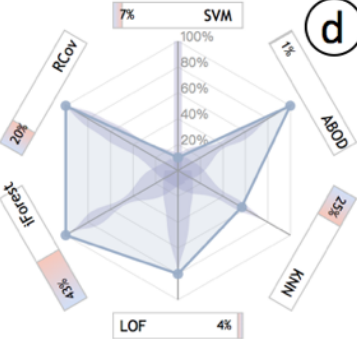 7% SVM
d
100%
80%
60%
40%
20%
RCov
20%
1%
ABOD
iForest
43%
25%
KNN
LOF 4%